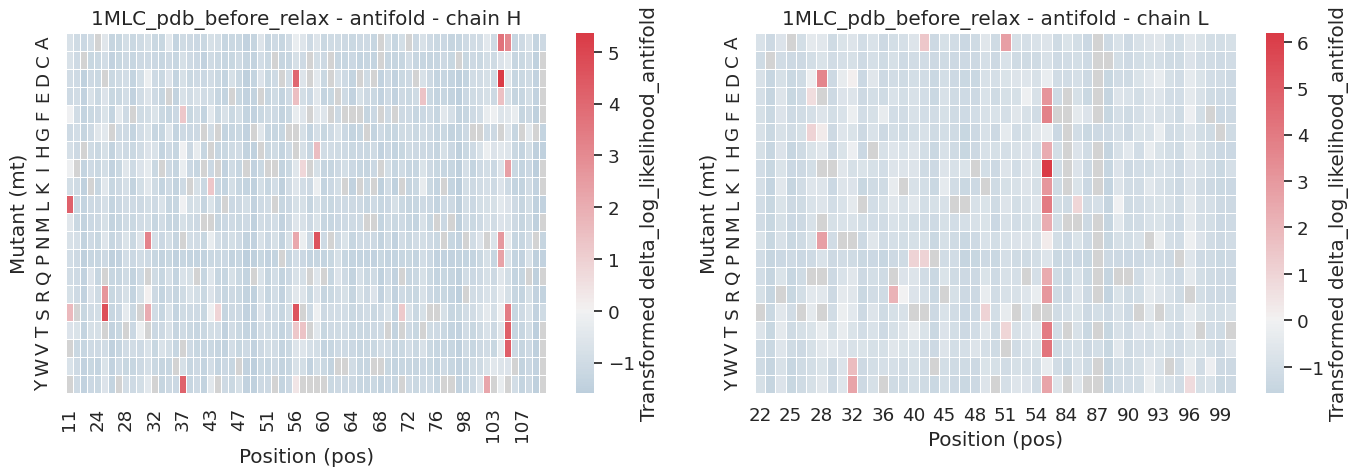 1MLC_pdb_before_relax - antifold - chain H
Mutant (mt)
A
C
D
E
F
G
H
I
K
L
M
N
P
Q
R
S
T
V
W
Y
11
24
28
32
37
43
47
51
56
60
64
72
76
98
103
107
Position (pos)
5
4
3
2
1
0
−1
Transformed delta_log_likelihood_antifold
1MLC_pdb_before_relax - antifold - chain L
Mutant (mt)
A
C
D
E
F
G
H
I
K
L
M
N
P
Q
R
S
T
V
W
Y
22
25
28
32
36
40
45
48
51
54
84
87
90
93
96
99
Position (pos)
6
5
4
3
2
1
0
−1
Transformed delta_log_likelihood_antifold